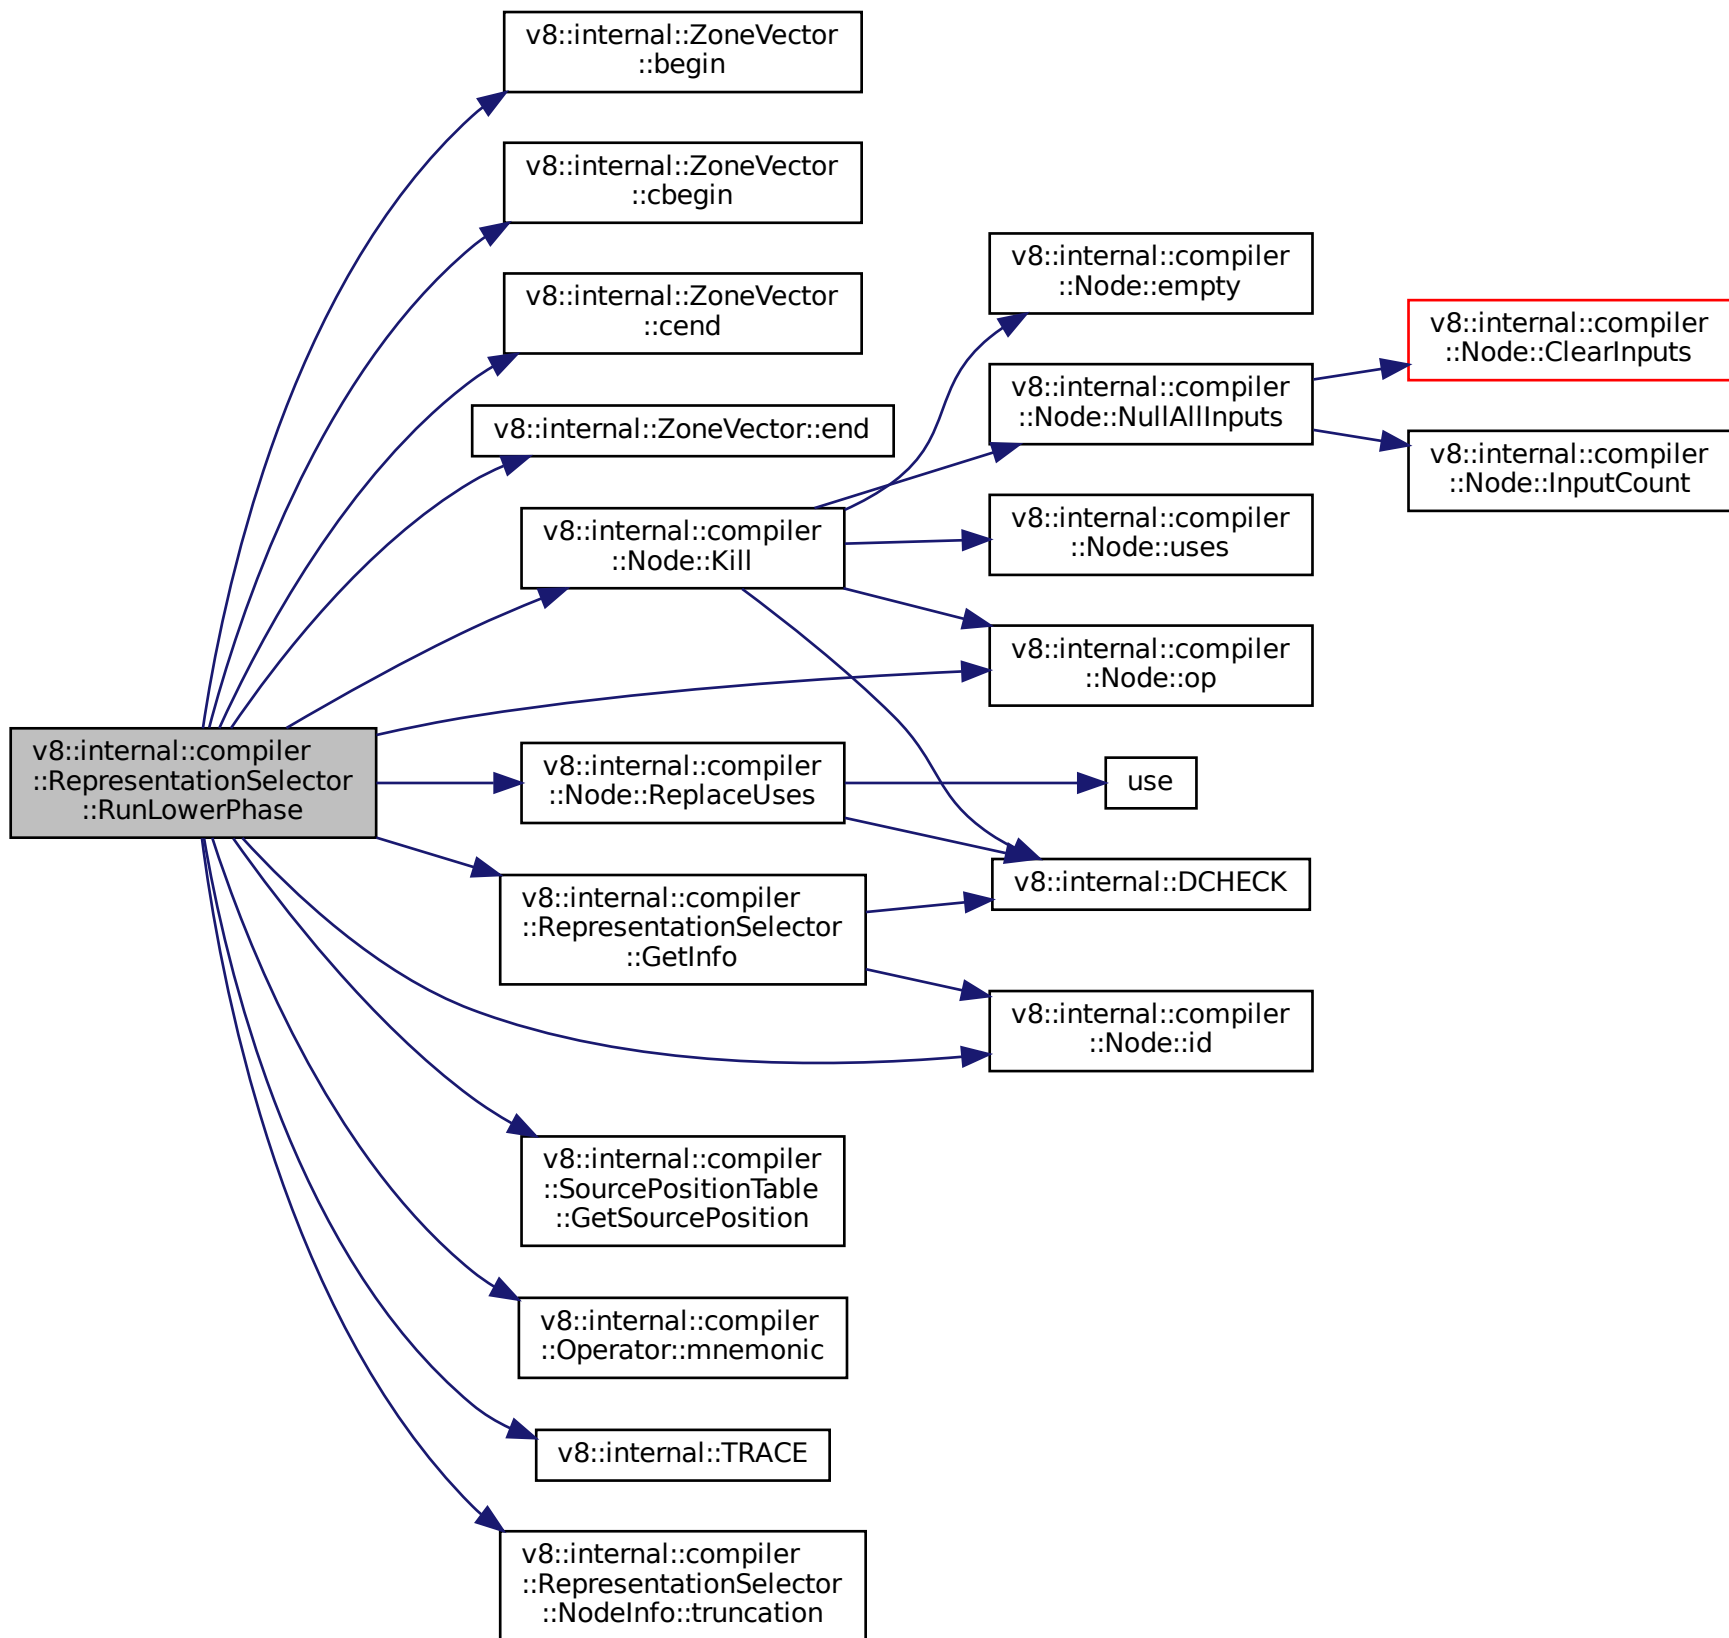 v8::internal::ZoneVector
::begin
v8::internal::ZoneVector
::cbegin
v8::internal::ZoneVector
::cend
v8::internal::ZoneVector::end
v8::internal::compiler
::Node::Kill
v8::internal::compiler
::RepresentationSelector
::RunLowerPhase
v8::internal::compiler
::Node::ReplaceUses
v8::internal::compiler
::RepresentationSelector
::GetInfo
v8::internal::compiler
::SourcePositionTable
::GetSourcePosition
v8::internal::compiler
::Operator::mnemonic
v8::internal::TRACE
v8::internal::compiler
::RepresentationSelector
::NodeInfo::truncation
v8::internal::compiler
::Node::empty
v8::internal::compiler
::Node::NullAllInputs
v8::internal::compiler
::Node::uses
v8::internal::compiler
::Node::op
use
v8::internal::DCHECK
v8::internal::compiler
::Node::id
v8::internal::compiler
::Node::ClearInputs
v8::internal::compiler
::Node::InputCount